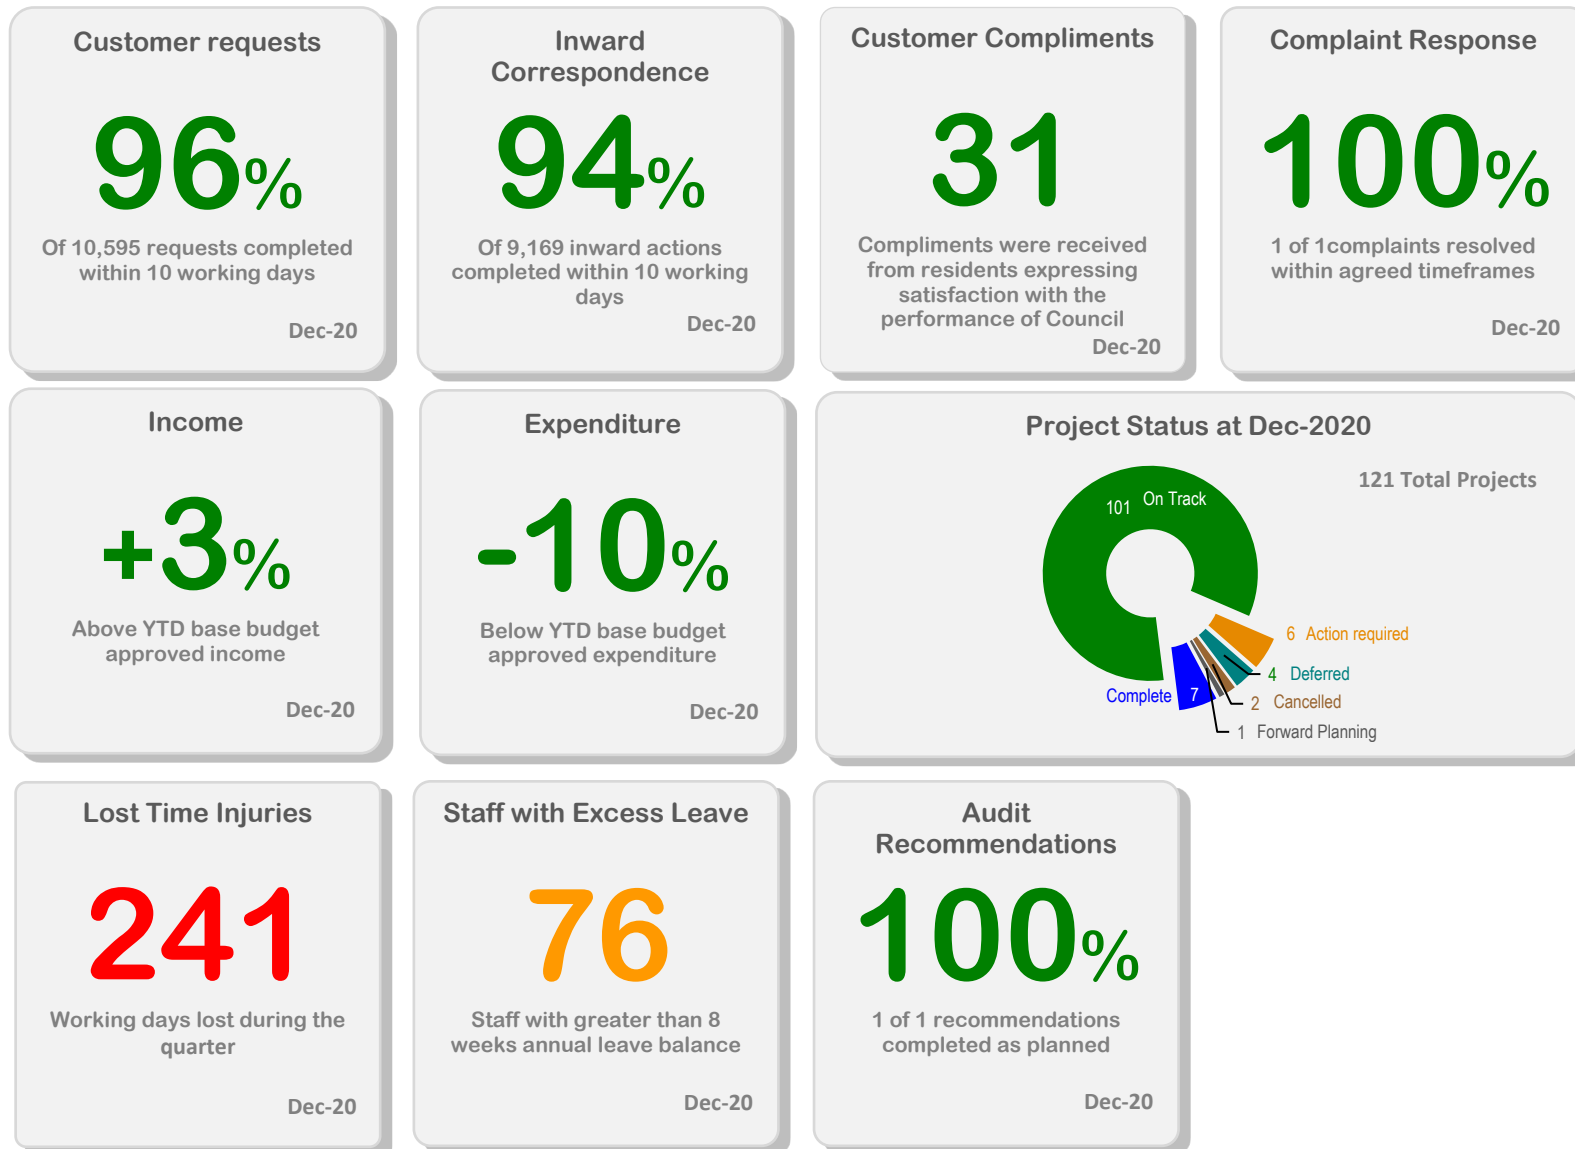 Customer requests
96%
Of 10,595 requests completed
within 10 working days
Dec-20
Inward
Correspondence
94%
Of 9,169 inward actions
completed within 10 working
days
Dec-20
Customer Compliments
31
Compliments were received
from residents expressing
satisfaction with the
performance of Council
Dec-20
Complaint Response
100%
1 of 1complaints resolved
within agreed timeframes
Dec-20
Income
+3%
Above YTD base budget
approved income
Dec-20
Expenditure
-10%
Below YTD base budget
approved expenditure
Dec-20
Project Status at Dec-2020
121 Total Projects
101 On Track
6 Action required
4 Deferred
2 Cancelled
1 Forward Planning
Complete 7
Lost Time Injuries
241
Working days lost during the
quarter
Dec-20
Staff with Excess Leave
76
Staff with greater than 8
weeks annual leave balance
Dec-20
Audit
Recommendations
100%
1 of 1 recommendations
completed as planned
Dec-20